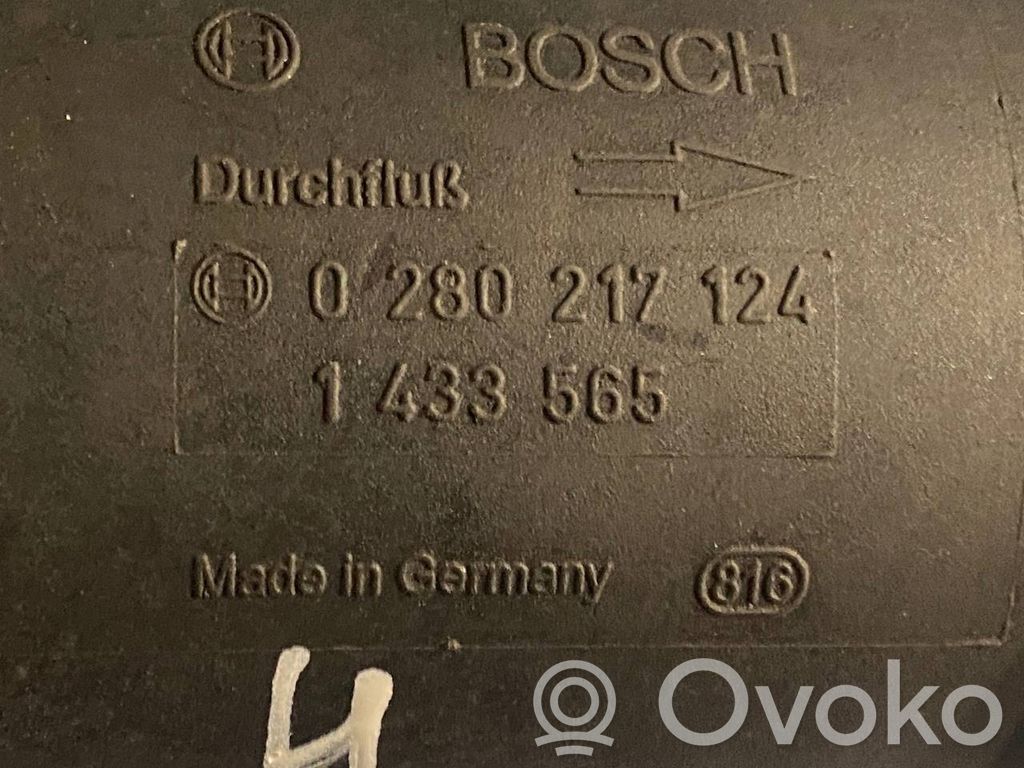 BOSCH
Durchfluß
0 280 217 124
1 433 565
Made in Germany 816
4
Ovoko